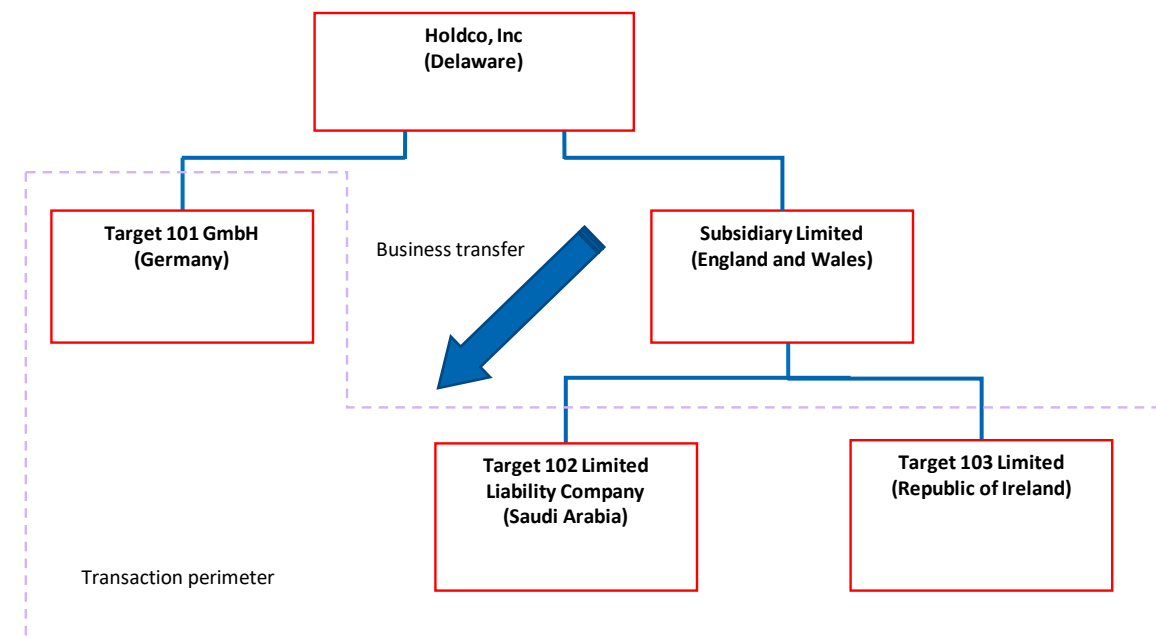 Holdco, Inc
(Delaware)
Target 101 GmbH
(Germany)
Business transfer
Subsidiary Limited
(England and Wales)
Target 102 Limited
Liability Company
(Saudi Arabia)
Target 103 Limited
(Republic of Ireland)
Transaction perimeter